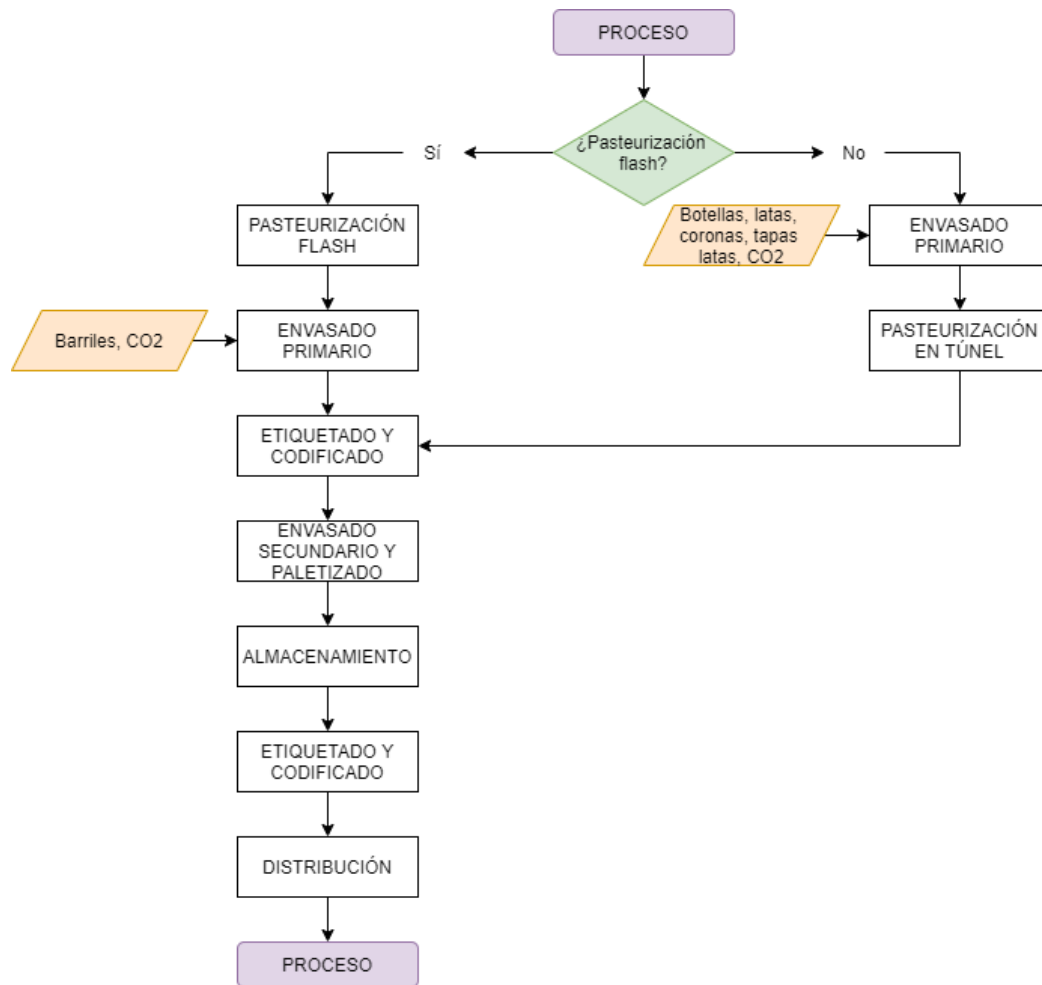 PROCESO
¿Pasteurización
flash?
Sí
No
PASTEURIZACIÓN
FLASH
Botellas, latas,
coronas, tapas
latas, CO2
ENVASADO
PRIMARIO
Barriles, CO2
ENVASADO
PRIMARIO
PASTEURIZACIÓN
EN TÚNEL
ETIQUETADO Y
CODIFICADO
ENVASADO
SECUNDARIO Y
PALETIZADO
ALMACENAMIENTO
ETIQUETADO Y
CODIFICADO
DISTRIBUCIÓN
PROCESO